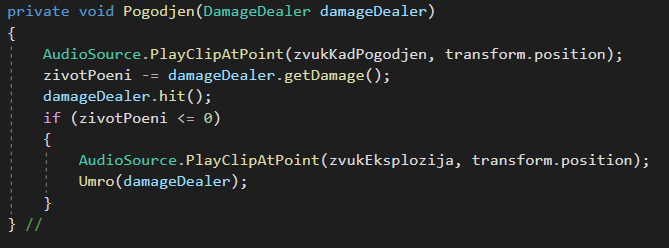 private void Pogodjen(DamageDealer damageDealer)
{
AudioSource.PlayClipAtPoint(zvukKadPogodjen, transform.position);
zivotPoeni -= damageDealer.getDamage();
damageDealer.hit();
if (zivotPoeni <= 0)
{
AudioSource.PlayClipAtPoint(zvukEksplozija, transform.position);
Umro(damageDealer);
}
} //